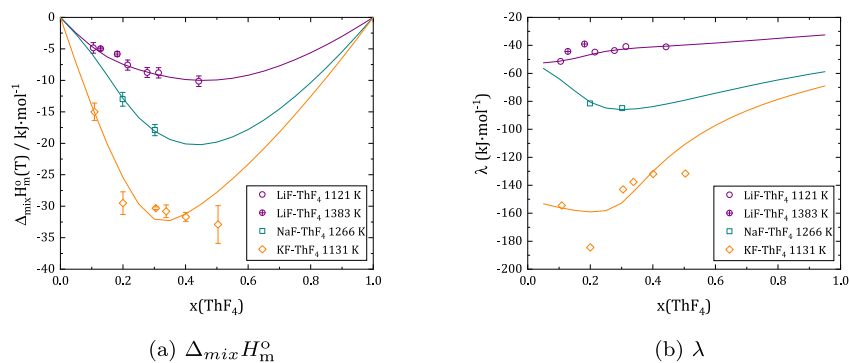 0
-5
-10
-15
-20
-25
-30
-35
-40
0.0 0.2 0.4 0.6 0.8 1.0
Δ_mix H_m^o(T) / kJ·mol⁻¹
x(ThF₄)
LiF-ThF₄ 1121 K
LiF-ThF₄ 1383 K
NaF-ThF₄ 1266 K
KF-ThF₄ 1131 K
(a) Δ_mix H_m^o
0
-20
-40
-60
-80
-100
-120
-140
-160
-180
-200
0.0 0.2 0.4 0.6 0.8 1.0
λ (kJ·mol⁻¹)
x(ThF₄)
LiF-ThF₄ 1121 K
LiF-ThF₄ 1383 K
NaF-ThF₄ 1266 K
KF-ThF₄ 1131 K
(b) λ